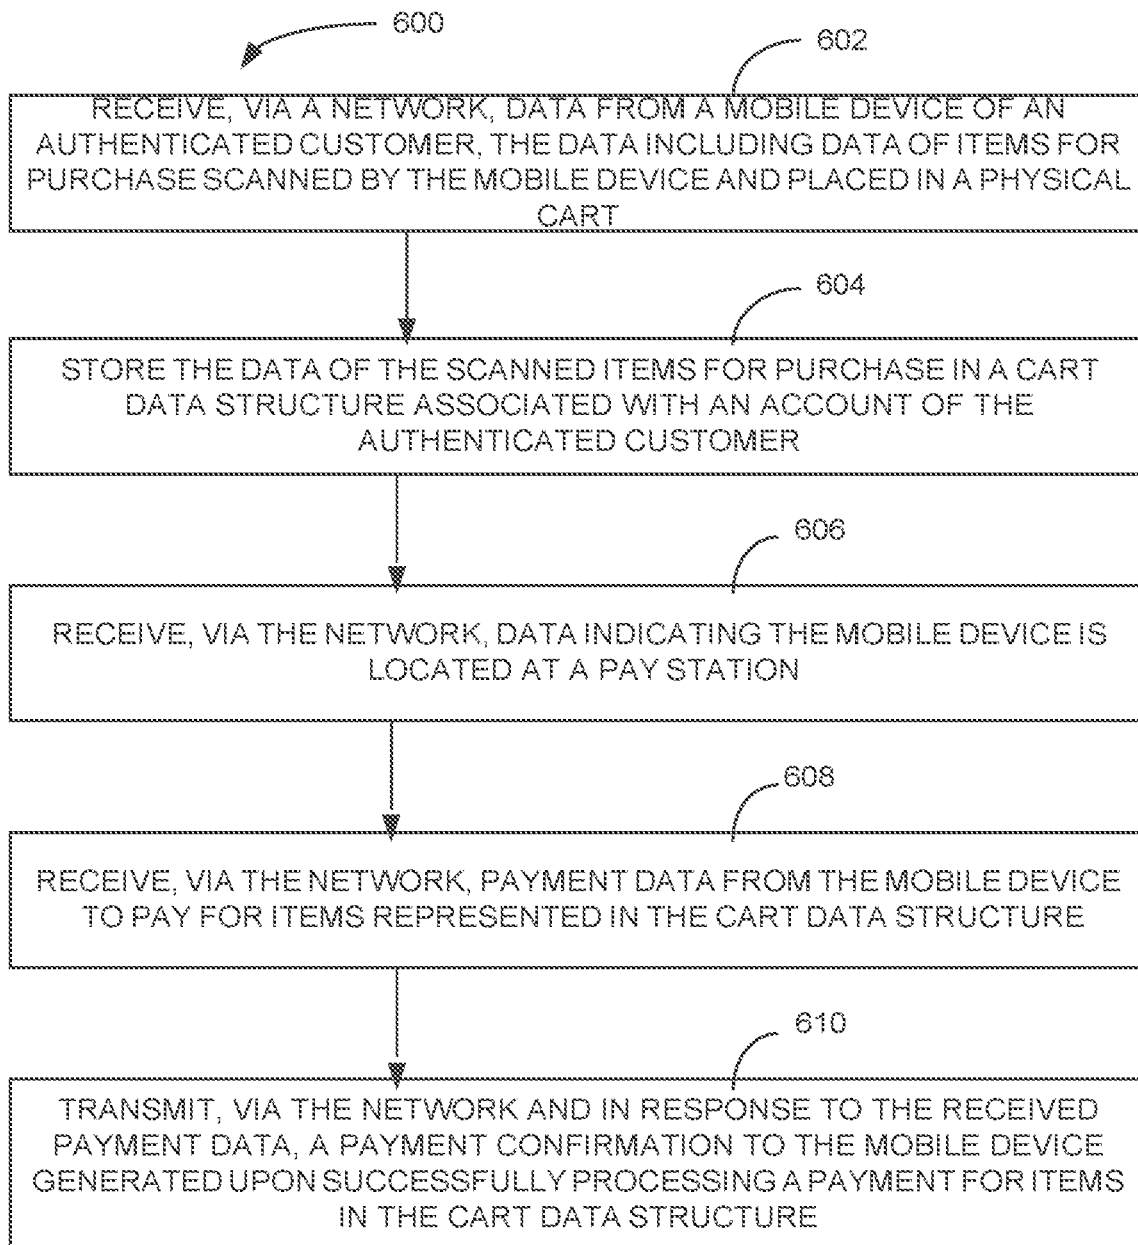 600
602
RECEIVE, VIA A NETWORK, DATA FROM A MOBILE DEVICE OF AN
AUTHENTICATED CUSTOMER, THE DATA INCLUDING DATA OF ITEMS FOR
PURCHASE SCANNED BY THE MOBILE DEVICE AND PLACED IN A PHYSICAL
CART
604
STORE THE DATA OF THE SCANNED ITEMS FOR PURCHASE IN A CART
DATA STRUCTURE ASSOCIATED WITH AN ACCOUNT OF THE
AUTHENTICATED CUSTOMER
606
RECEIVE, VIA THE NETWORK, DATA INDICATING THE MOBILE DEVICE IS
LOCATED AT A PAY STATION
608
RECEIVE, VIA THE NETWORK, PAYMENT DATA FROM THE MOBILE DEVICE
TO PAY FOR ITEMS REPRESENTED IN THE CART DATA STRUCTURE
610
TRANSMIT, VIA THE NETWORK AND IN RESPONSE TO THE RECEIVED
PAYMENT DATA, A PAYMENT CONFIRMATION TO THE MOBILE DEVICE
GENERATED UPON SUCCESSFULLY PROCESSING A PAYMENT FOR ITEMS
IN THE CART DATA STRUCTURE